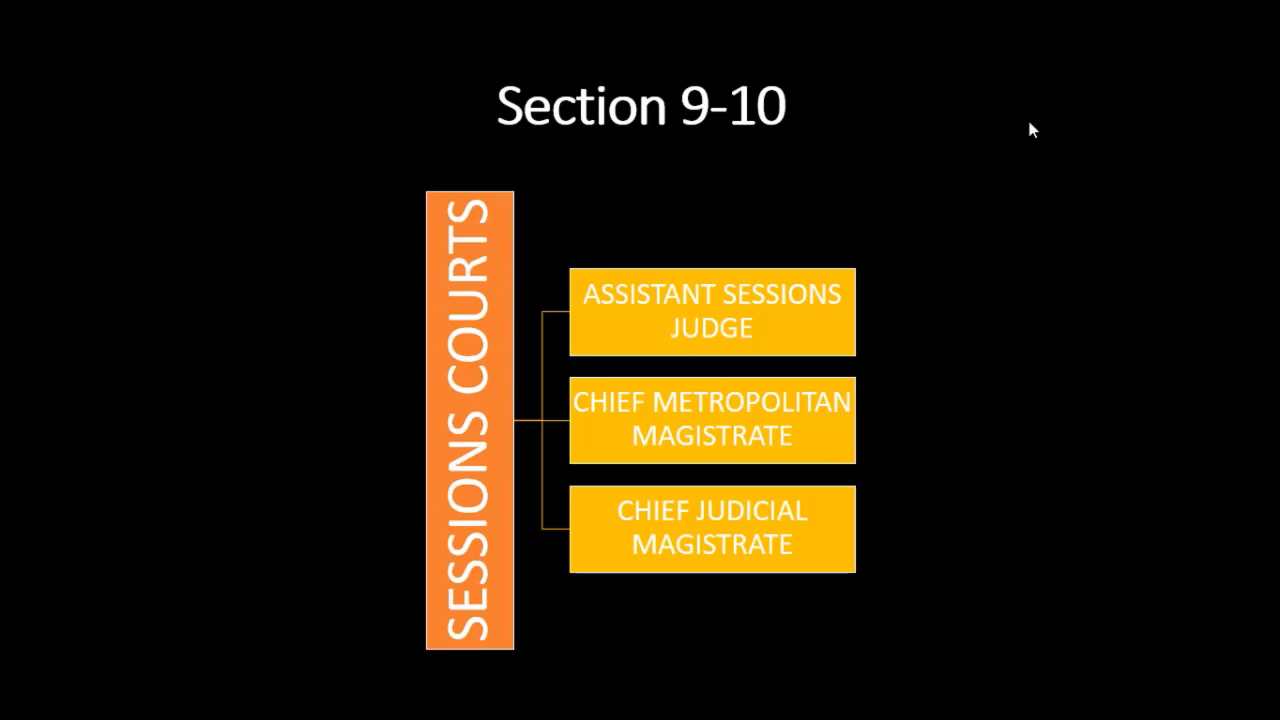 Section 9-10
SESSIONS COURTS
ASSISTANT SESSIONS
JUDGE
CHIEF METROPOLITAN
MAGISTRATE
CHIEF JUDICIAL
MAGISTRATE